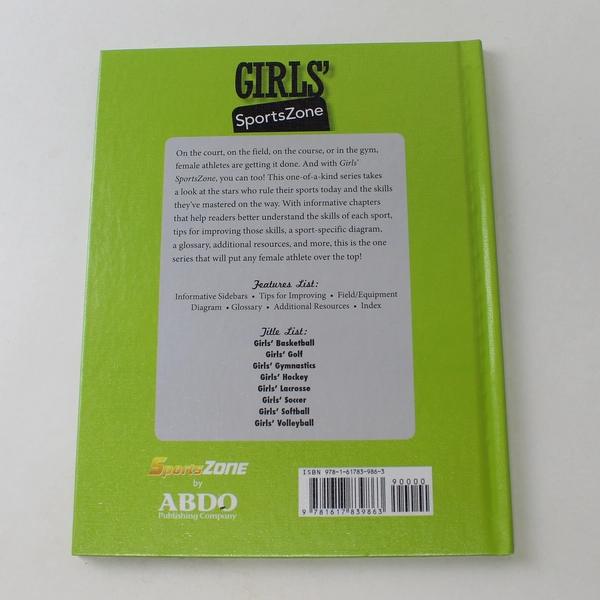 GIRLS'
SportsZone
On the court, on the field, on the course, or in the gym,
female athletes are getting it done. And with Girls'
SportsZone, you can too! This one-of-a-kind series takes
a look at the stars who rule their sports today and the skills
they've mastered on the way. With informative chapters
that help readers better understand the skills of each sport,
tips for improving those skills, a sport-specific diagram,
a glossary, additional resources, and more, this is the one
series that will put any female athlete over the top!
Features List:
Informative Sidebars • Tips for Improving • Field/Equipment
Diagram • Glossary • Additional Resources • Index
Title List:
Girls' Basketball
Girls' Golf
Girls' Gymnastics
Girls' Hockey
Girls' Lacrosse
Girls' Soccer
Girls' Softball
Girls' Volleyball
SportsZONE
by
ABDO
Publishing Company
ISBN 978-1-61783-986-3
90000
9 781617 839863